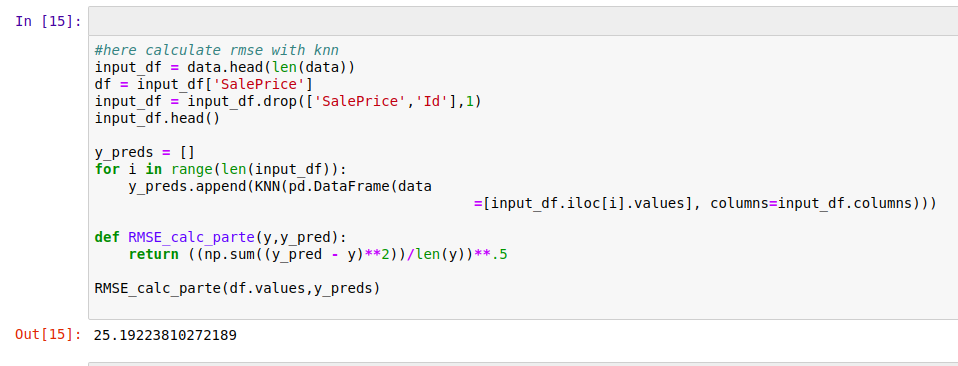 In [15]:
#here calculate rmse with knn
input_df = data.head(len(data))
df = input_df['SalePrice']
input_df = input_df.drop(['SalePrice','Id'],1)
input_df.head()
y_preds = []
for i in range(len(input_df)):
    y_preds.append(KNN(pd.DataFrame(data
                                             =[input_df.iloc[i].values], columns=input_df.columns)))
def RMSE_calc_parte(y,y_pred):
    return ((np.sum((y_pred - y)**2))/len(y))**.5
RMSE_calc_parte(df.values,y_preds)
Out[15]: 25.19223810272189